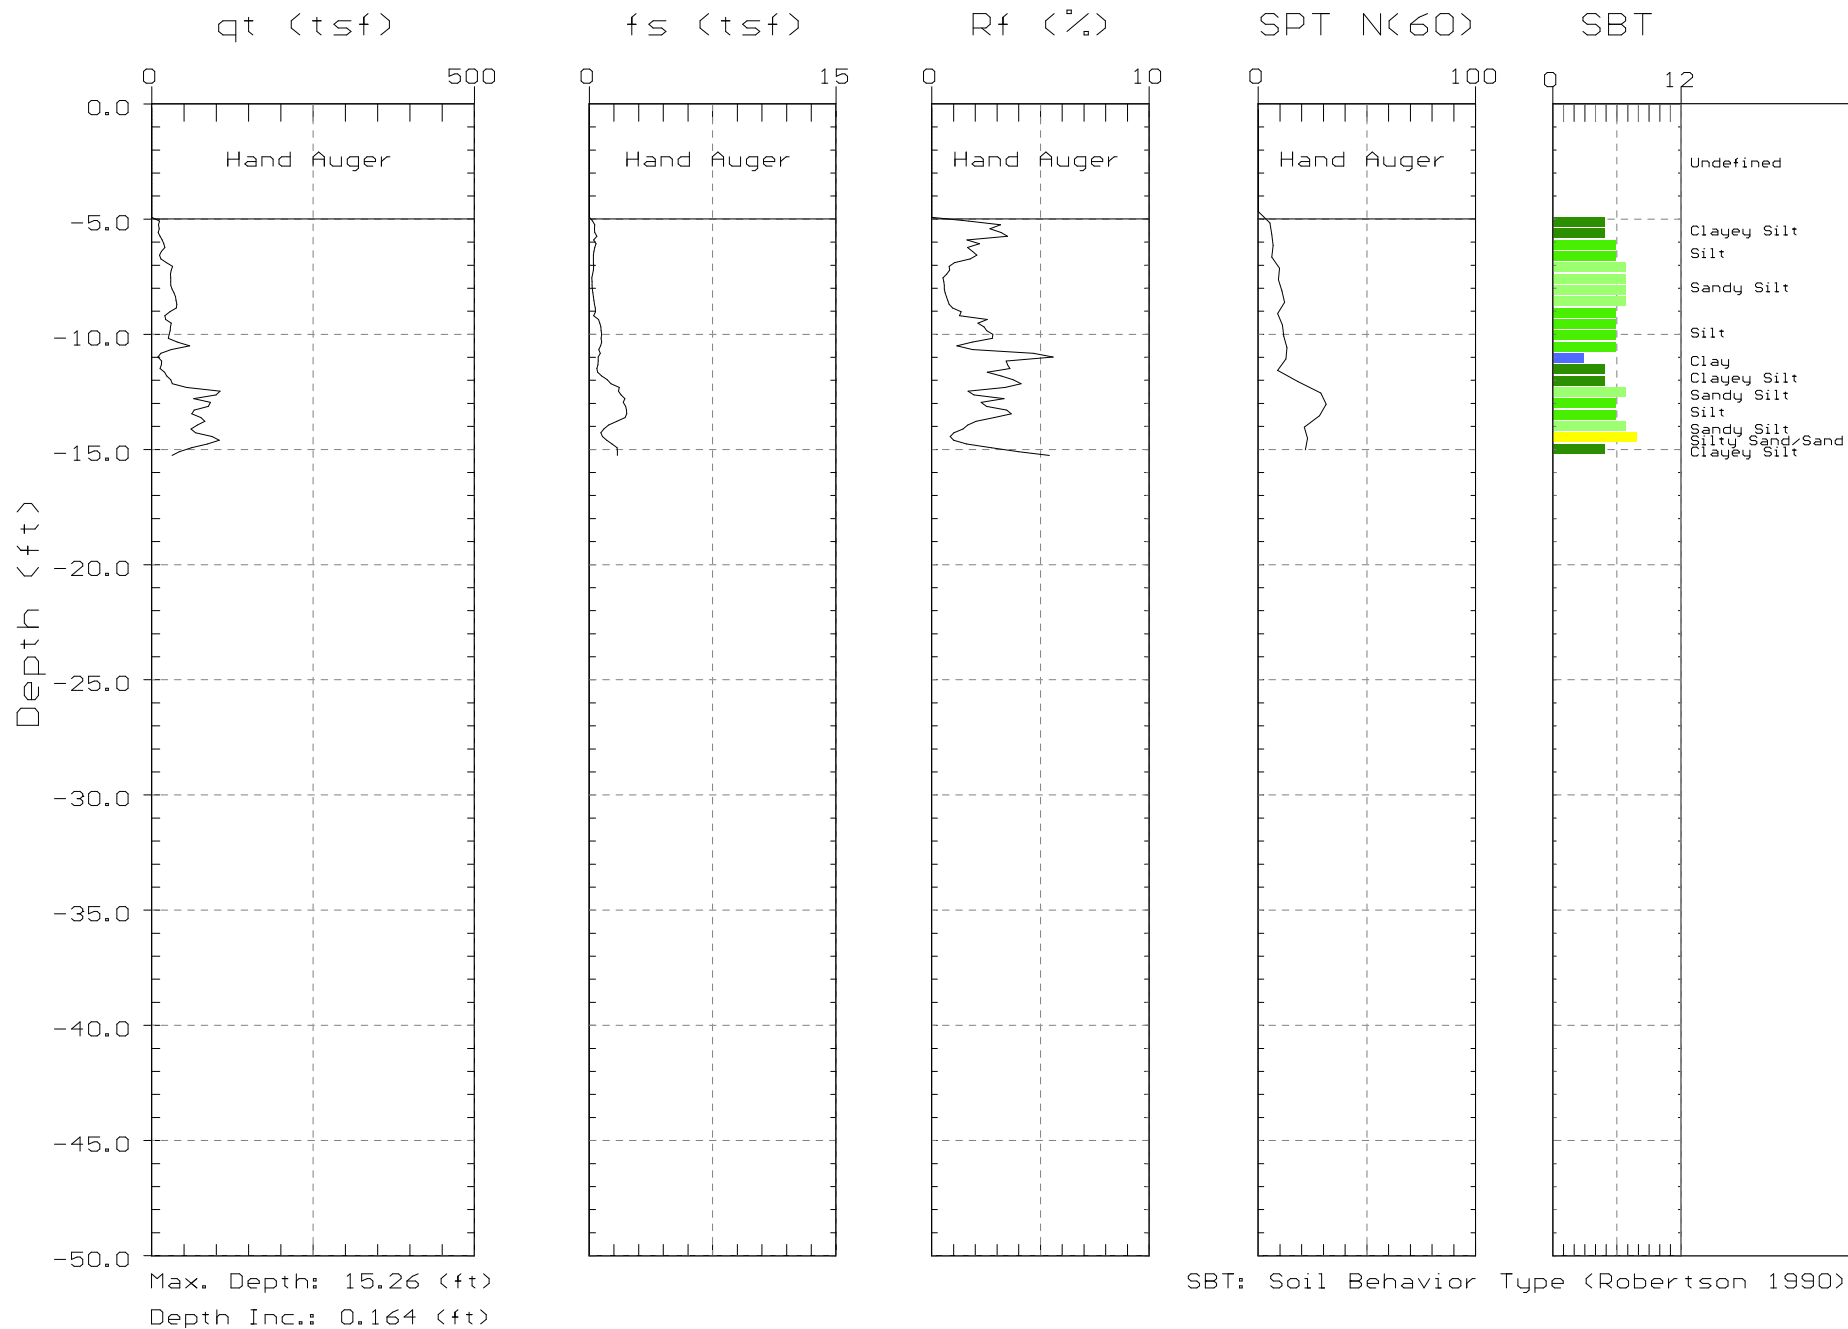 qt (tsf) fs (tsf) Rf (%) SPT N(60) SBT
0 500 0 15 0 10 0 100 0 12
0.0
Hand Auger Hand Auger Hand Auger Hand Auger Undefined
-5.0
Clayey Silt
Silt
Sandy Silt
-10.0 Silt
Clay
Clayey Silt
Sandy Silt
Silt
Sandy Silt
Silty Sand/Sand
-15.0 Clayey Silt
Depth (ft)
-20.0
-25.0
-30.0
-35.0
-40.0
-45.0
-50.0
Max. Depth: 15.26 (ft) SBT: Soil Behavior Type (Robertson 1990)
Depth Inc.: 0.164 (ft)